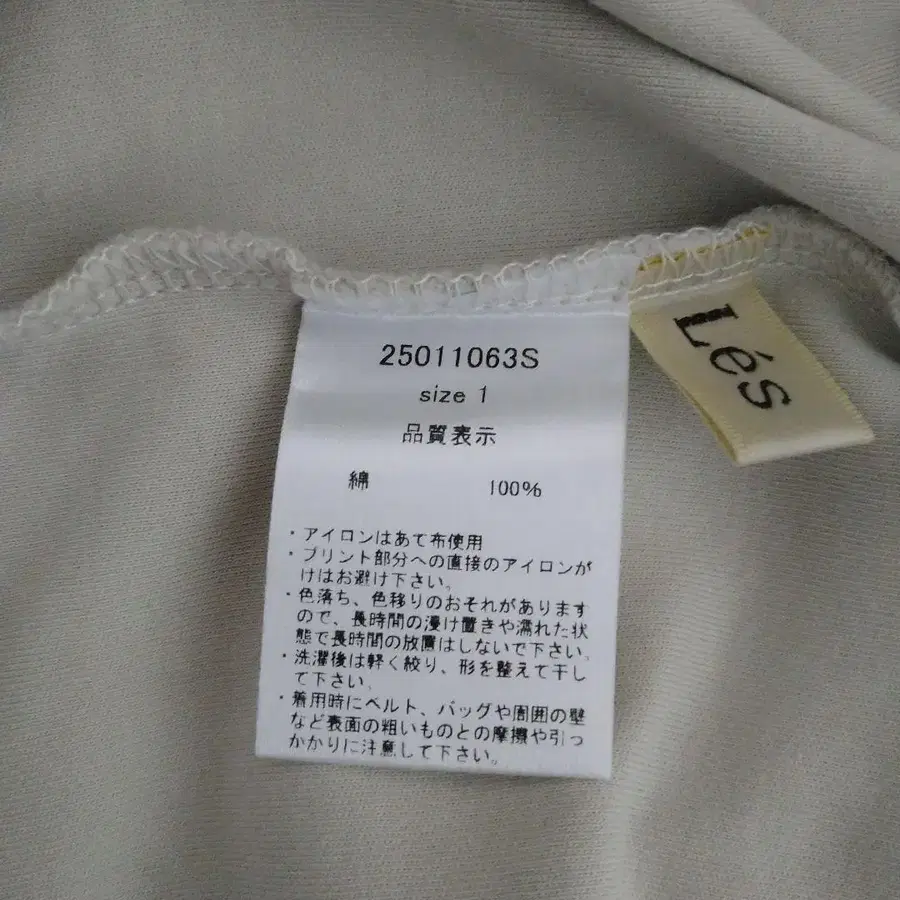 25011063S
size 1
品質表示
綿 100%
・アイロンはあて布使用
・プリント部分への直接のアイロンが
けはお避け下さい。
・色落ち、色移りのおそれがあります
ので、長時間の浸け置きや濡れた状
態で長時間の放置はしないで下さい。
・洗濯後は軽く絞り、形を整えて干し
て下さい。
・着用時にベルト、バッグや周囲の壁
など表面の粗いものとの摩擦や引っ
かかりに注意して下さい。
Lés